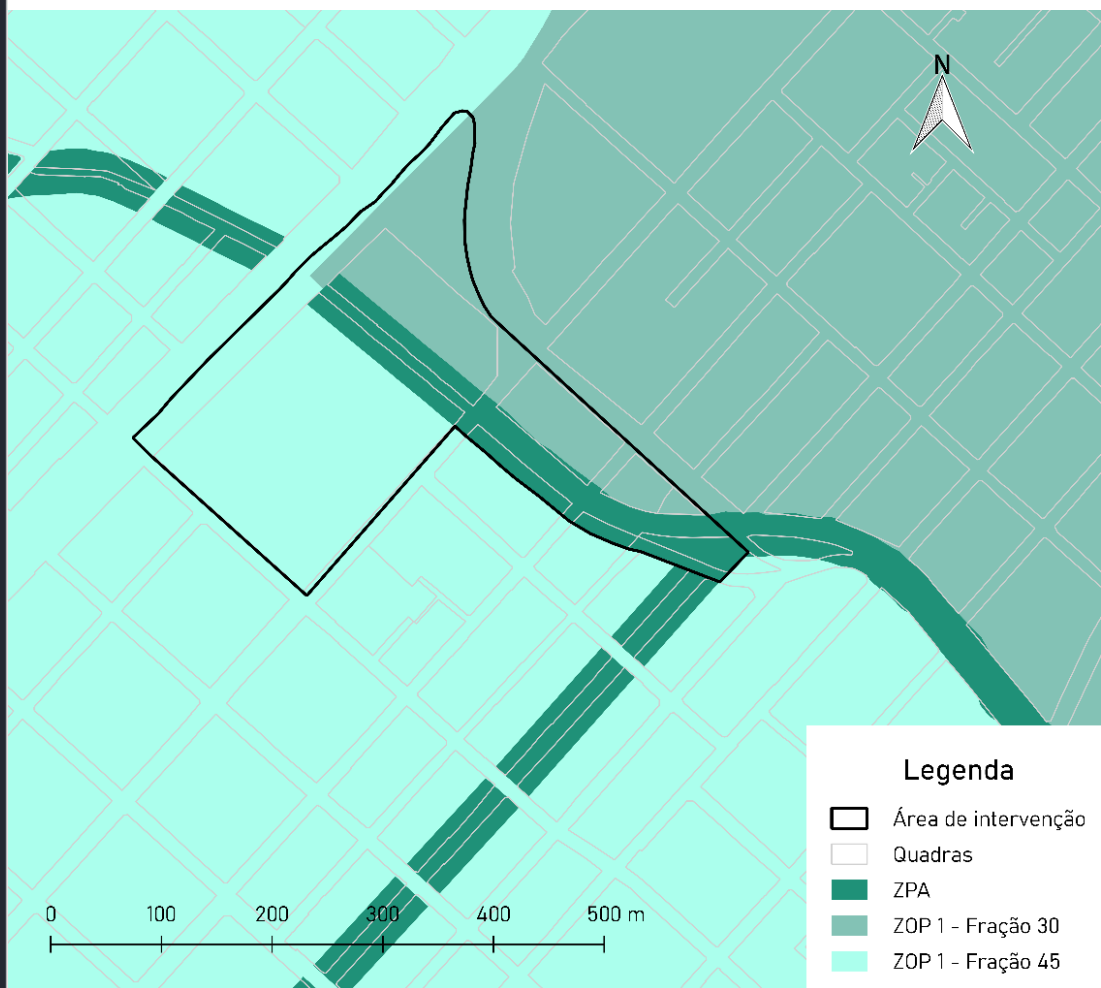 N
Legenda
Área de intervenção
Quadras
ZPA
ZOP 1 - Fração 30
ZOP 1 - Fração 45
0 100 200 300 400 500 m